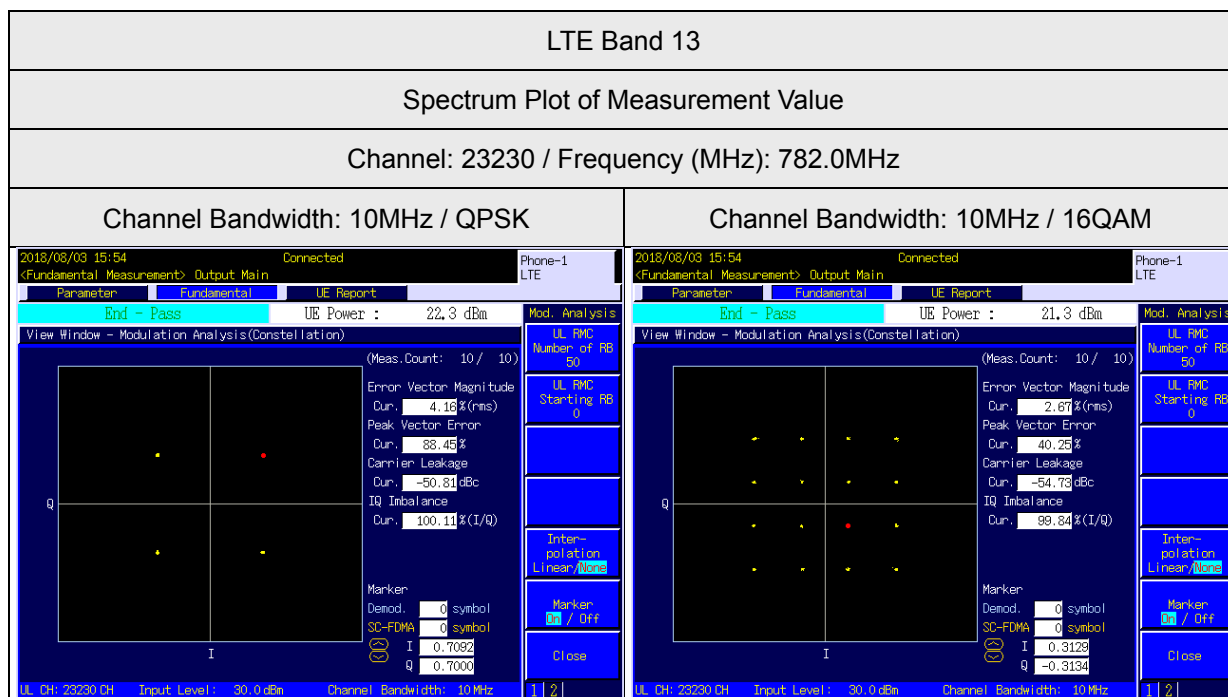 LTE Band 13
Spectrum Plot of Measurement Value
Channel: 23230 / Frequency (MHz): 782.0MHz
Channel Bandwidth: 10MHz / QPSK
Channel Bandwidth: 10MHz / 16QAM
2018/08/03 15:54 Connected
<Fundamental Measurement> Output Main
Phone-1
LTE
Parameter Fundamental UE Report
End - Pass UE Power : 22.3 dBm
Mod. Analysis
View Window - Modulation Analysis(Constellation)
(Meas.Count: 10/ 10)
Error Vector Magnitude
Cur. 4.16 %(rms)
Peak Vector Error
Cur. 88.45 %
Carrier Leakage
Cur. -50.81 dBc
IQ Imbalance
Cur. 100.11 %(I/Q)
Q
I
Marker
Demod. 0 symbol
SC-FDMA 0 symbol
I 0.7092
Q 0.7000
UL RMC
Number of RB
50
UL RMC
Starting RB
0
Inter-
polation
Linear/None
Marker
On / Off
Close
UL CH: 23230 CH Input Level: 30.0 dBm Channel Bandwidth: 10 MHz
1 2
2018/08/03 15:54 Connected
<Fundamental Measurement> Output Main
Phone-1
LTE
Parameter Fundamental UE Report
End - Pass UE Power : 21.3 dBm
Mod. Analysis
View Window - Modulation Analysis(Constellation)
(Meas.Count: 10/ 10)
Error Vector Magnitude
Cur. 2.67 %(rms)
Peak Vector Error
Cur. 40.25 %
Carrier Leakage
Cur. -54.73 dBc
IQ Imbalance
Cur. 99.84 %(I/Q)
Q
I
Marker
Demod. 0 symbol
SC-FDMA 0 symbol
I 0.3129
Q -0.3134
UL RMC
Number of RB
50
UL RMC
Starting RB
0
Inter-
polation
Linear/None
Marker
On / Off
Close
UL CH: 23230 CH Input Level: 30.0 dBm Channel Bandwidth: 10 MHz
1 2